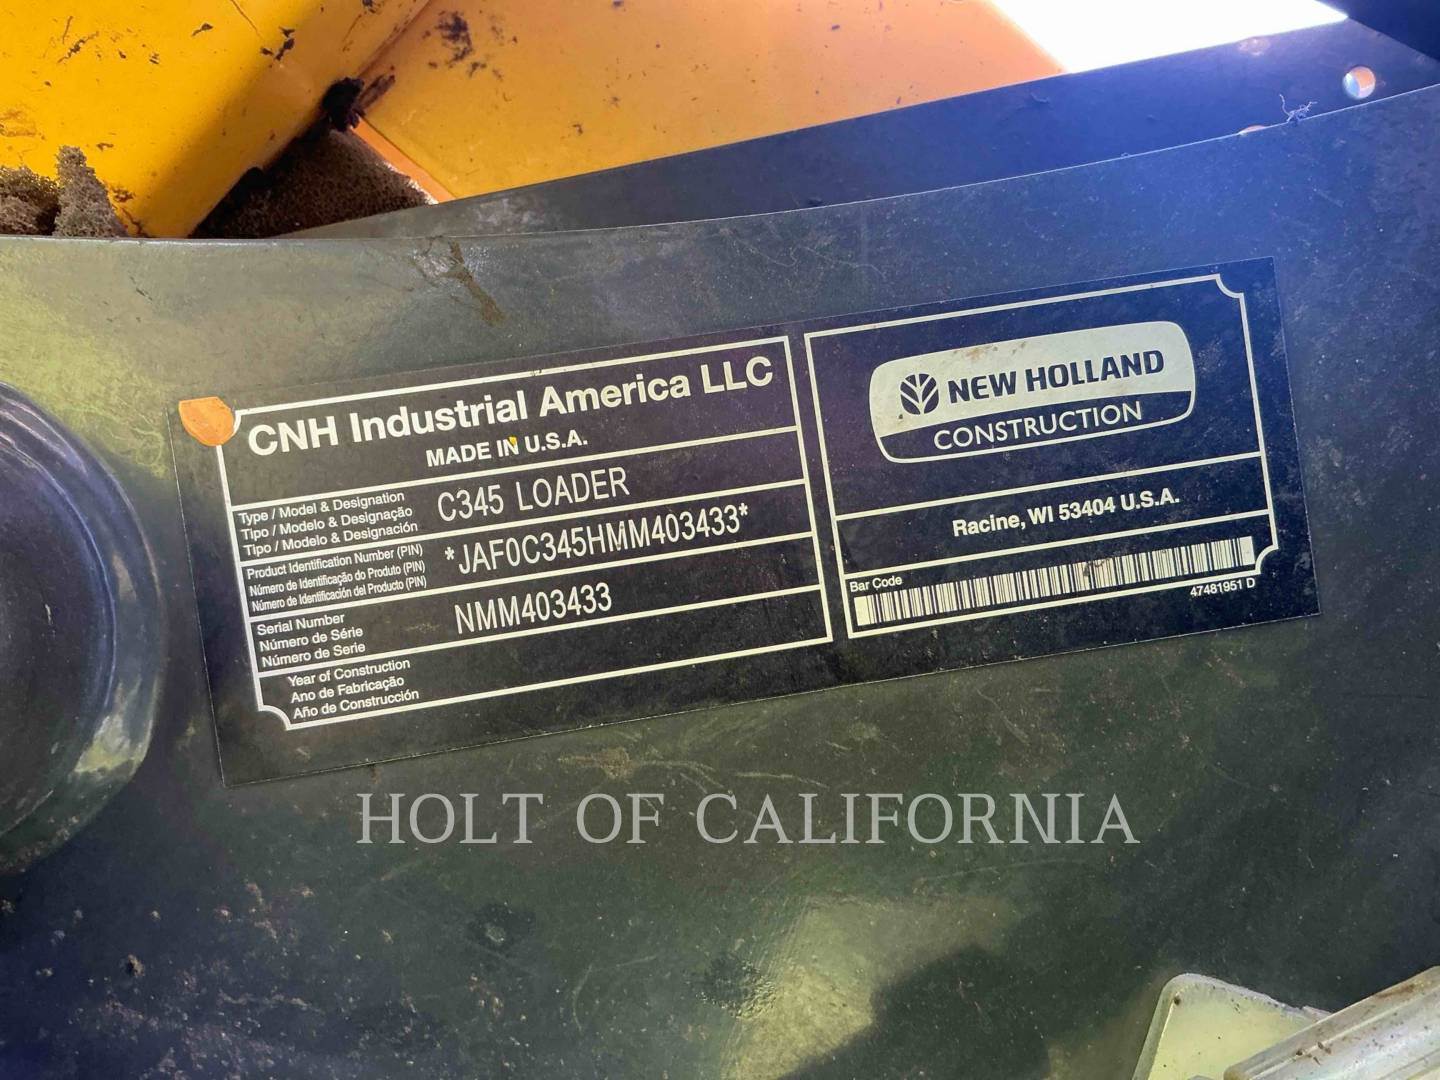 CNH Industrial America LLC
MADE IN U.S.A.
Type / Model & Designation
Tipo / Modelo & Designação
Tipo / Modelo & Designación
C345 LOADER
Product Identification Number (PIN)
Número de Identificação do Produto (PIN)
Número de Identificación del Producto (PIN)
*JAF0C345HMM403433*
Serial Number
Número de Série
Número de Serie
NMM403433
Year of Construction
Ano de Fabricação
Año de Construcción
NEW HOLLAND
CONSTRUCTION
Racine, WI 53404 U.S.A.
Bar Code
47481951 D
HOLT OF CALIFORNIA